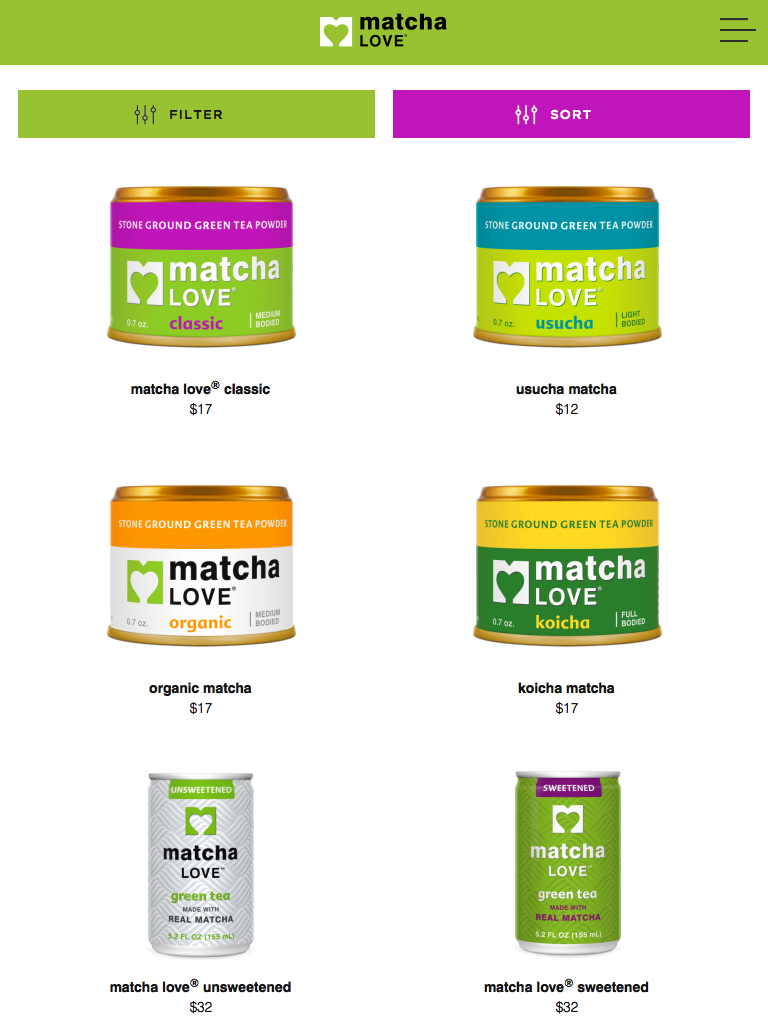 matcha
LOVE®
FILTER
SORT
STONE GROUND GREEN TEA POWDER
matcha
LOVE®
0.7 oz.
classic
MEDIUM
BODIED
STONE GROUND GREEN TEA POWDER
matcha
LOVE®
0.7 oz.
usucha
LIGHT
BODIED
matcha love® classic
$17
usucha matcha
$12
STONE GROUND GREEN TEA POWDER
matcha
LOVE®
0.7 oz.
organic
MEDIUM
BODIED
STONE GROUND GREEN TEA POWDER
matcha
LOVE®
0.7 oz.
koicha
FULL
BODIED
organic matcha
$17
koicha matcha
$17
UNSWEETENED
matcha
LOVE™
green tea
MADE WITH
REAL MATCHA
5.2 FL OZ (155 mL)
SWEETENED
matcha
LOVE™
green tea
MADE WITH
REAL MATCHA
5.2 FL OZ (155 mL)
matcha love® unsweetened
$32
matcha love® sweetened
$32